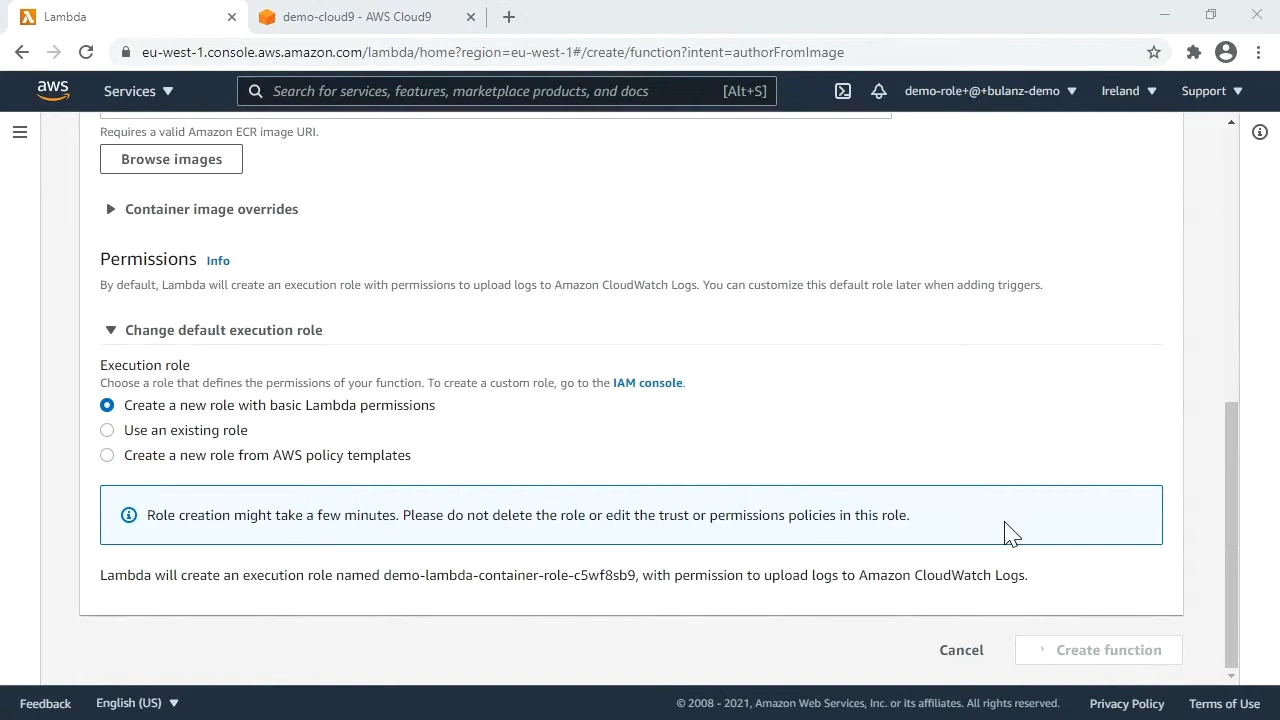 Lambda
demo-cloud9 - AWS Cloud9
eu-west-1.console.aws.amazon.com/lambda/home?region=eu-west-1#/create/function?intent=authorFromImage
aws
Services
Search for services, features, marketplace products, and docs
[Alt+S]
demo-role+@+bulanz-demo
Ireland
Support
Requires a valid Amazon ECR image URI.
Browse images
Container image overrides
Permissions Info
By default, Lambda will create an execution role with permissions to upload logs to Amazon CloudWatch Logs. You can customize this default role later when adding triggers.
Change default execution role
Execution role
Choose a role that defines the permissions of your function. To create a custom role, go to the IAM console.
Create a new role with basic Lambda permissions
Use an existing role
Create a new role from AWS policy templates
Role creation might take a few minutes. Please do not delete the role or edit the trust or permissions policies in this role.
Lambda will create an execution role named demo-lambda-container-role-c5wf8sb9, with permission to upload logs to Amazon CloudWatch Logs.
Cancel
Create function
Feedback
English (US)
© 2008 - 2021, Amazon Web Services, Inc. or its affiliates. All rights reserved.
Privacy Policy
Terms of Use